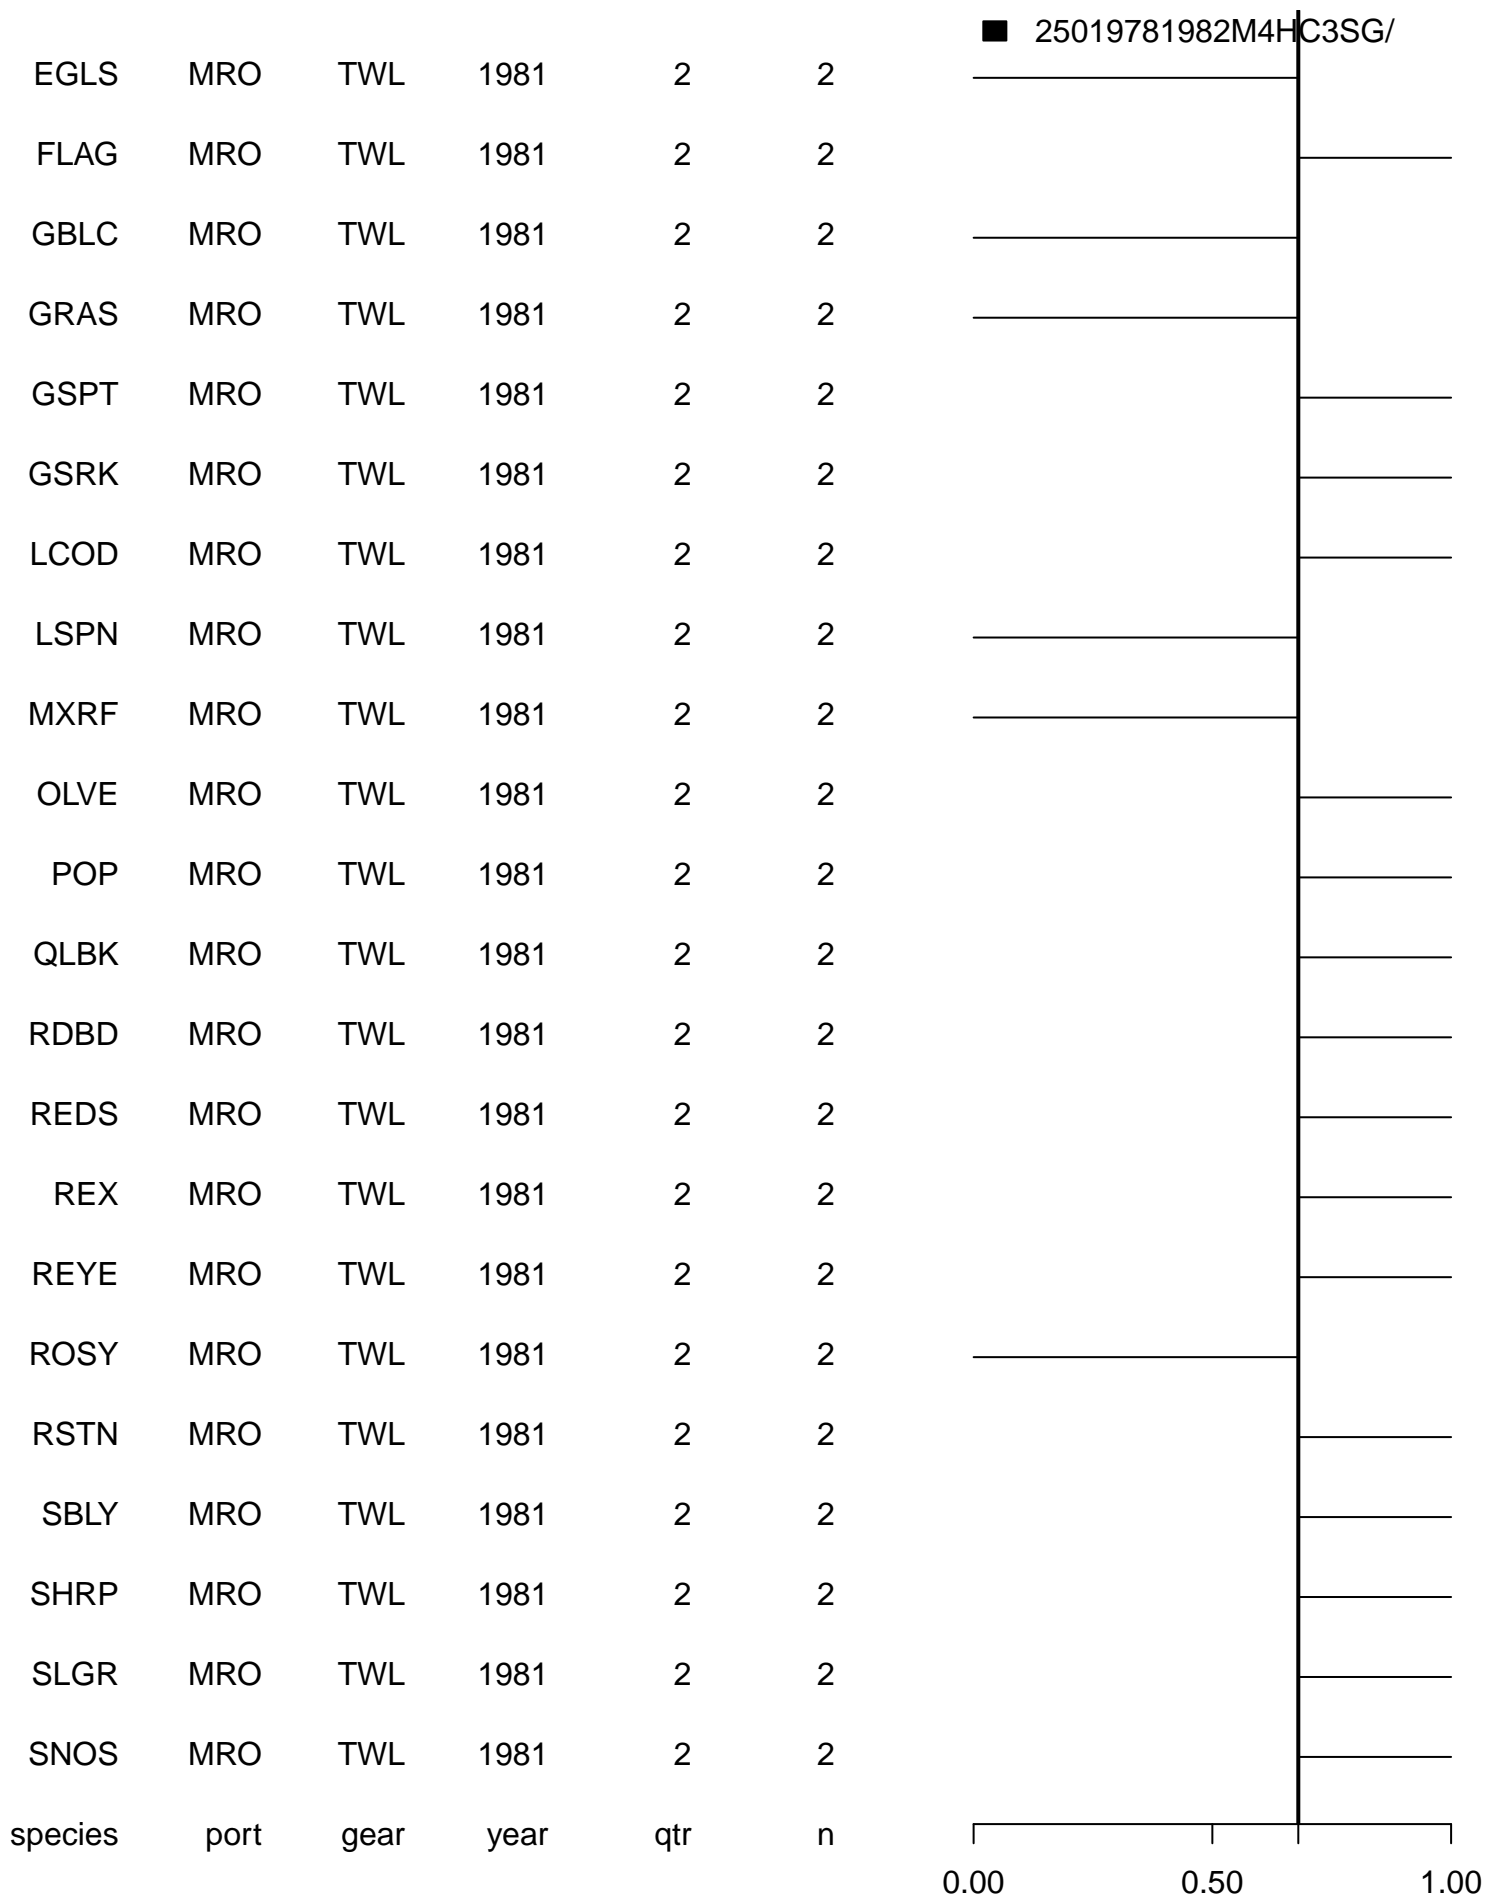 25019781982M4HC3SG/
EGLS MRO TWL 1981 2 2
FLAG MRO TWL 1981 2 2
GBLC MRO TWL 1981 2 2
GRAS MRO TWL 1981 2 2
GSPT MRO TWL 1981 2 2
GSRK MRO TWL 1981 2 2
LCOD MRO TWL 1981 2 2
LSPN MRO TWL 1981 2 2
MXRF MRO TWL 1981 2 2
OLVE MRO TWL 1981 2 2
POP MRO TWL 1981 2 2
QLBK MRO TWL 1981 2 2
RDBD MRO TWL 1981 2 2
REDS MRO TWL 1981 2 2
REX MRO TWL 1981 2 2
REYE MRO TWL 1981 2 2
ROSY MRO TWL 1981 2 2
RSTN MRO TWL 1981 2 2
SBLY MRO TWL 1981 2 2
SHRP MRO TWL 1981 2 2
SLGR MRO TWL 1981 2 2
SNOS MRO TWL 1981 2 2
species port gear year qtr n
0.00 0.50 1.00